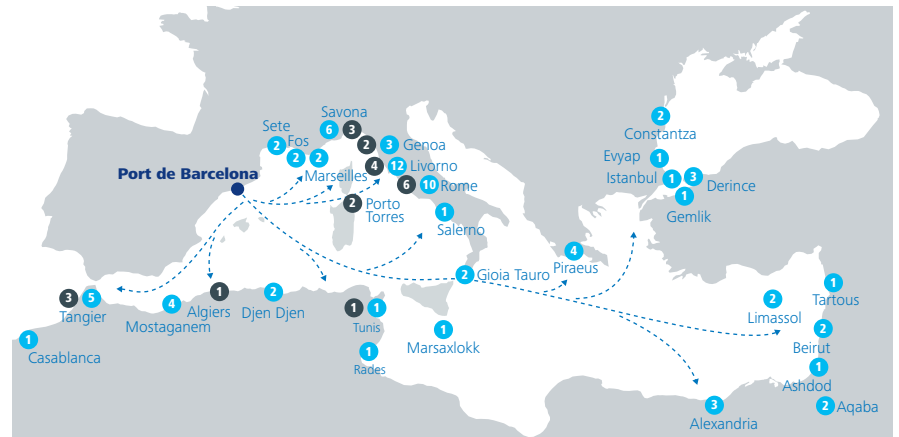 Savona
6
3
Sete
2
Fos
2
2
Marseilles
2
3
Genoa
4
12
Livorno
6
10
Rome
Port de Barcelona
2
Porto
Torres
1
Salerno
2
Constantza
Evyap
1
Istanbul
1
3
Derince
1
Gemlik
4
Piraeus
2
Gioia Tauro
3
5
Tangier
4
Mostaganem
1
Algiers
2
Djen Djen
1
1
Tunis
1
Rades
1
Marsaxlokk
1
Casablanca
2
Limassol
1
Tartous
2
Beirut
1
Ashdod
2
Aqaba
3
Alexandria